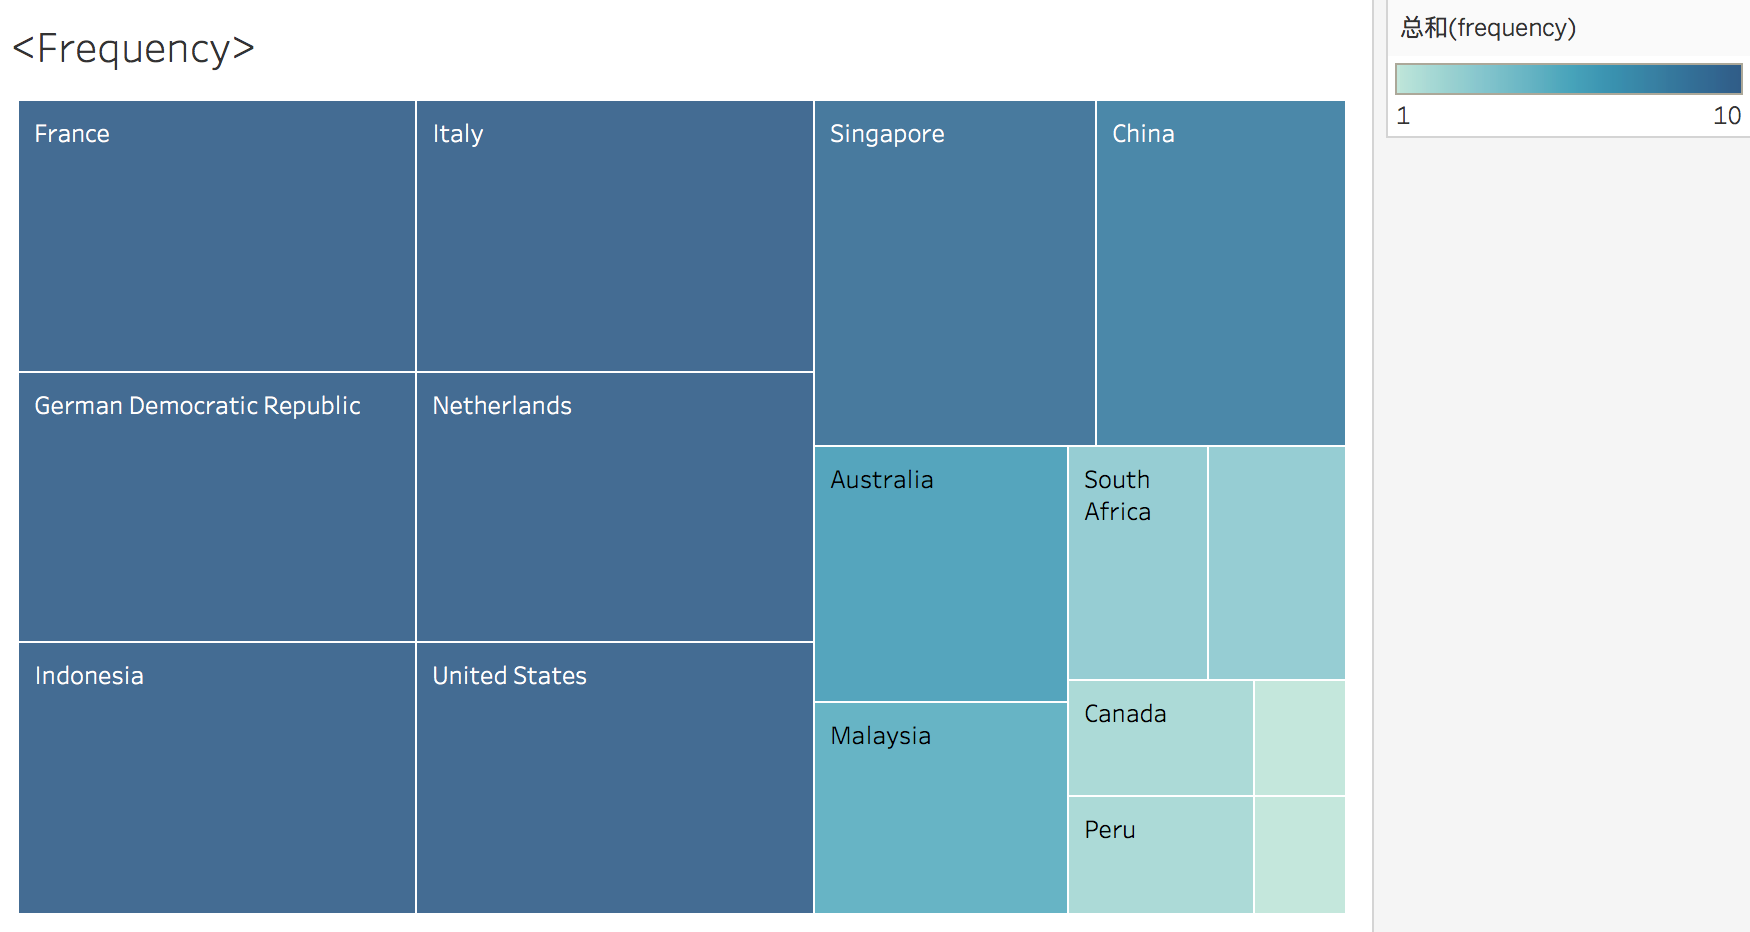 <Frequency>
总和(frequency)
1 10
France
Italy
Singapore
China
German Democratic Republic
Netherlands
Australia
South
Africa
Indonesia
United States
Canada
Malaysia
Peru